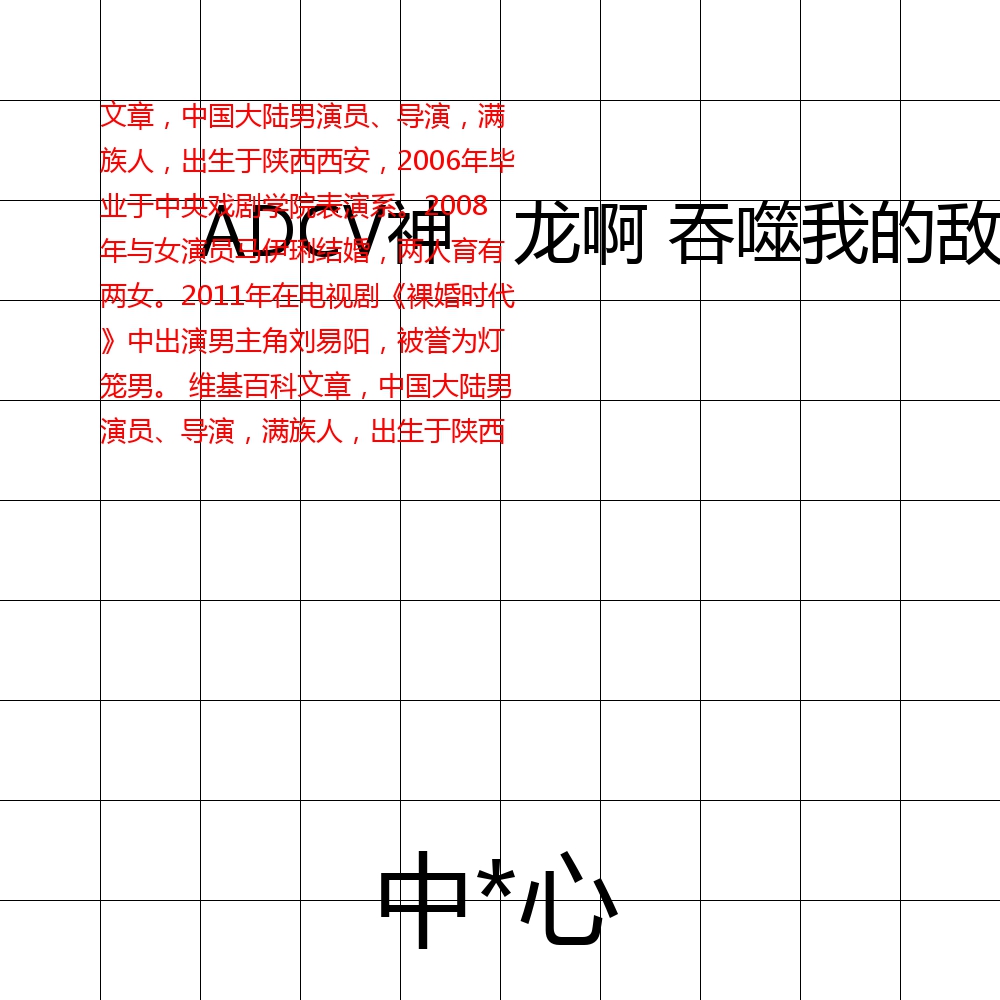 文章，中国大陆男演员、导演，满
族人，出生于陕西西安，2006年毕
业于中央戏剧学院表演系。2008
年与女演员马伊琍结婚，两人育有
两女。2011年在电视剧《裸婚时代
》中出演男主角刘易阳，被誉为灯
笼男。 维基百科文章，中国大陆男
演员、导演，满族人，出生于陕西
ADCV神 龙啊 吞噬我的敌
中*心